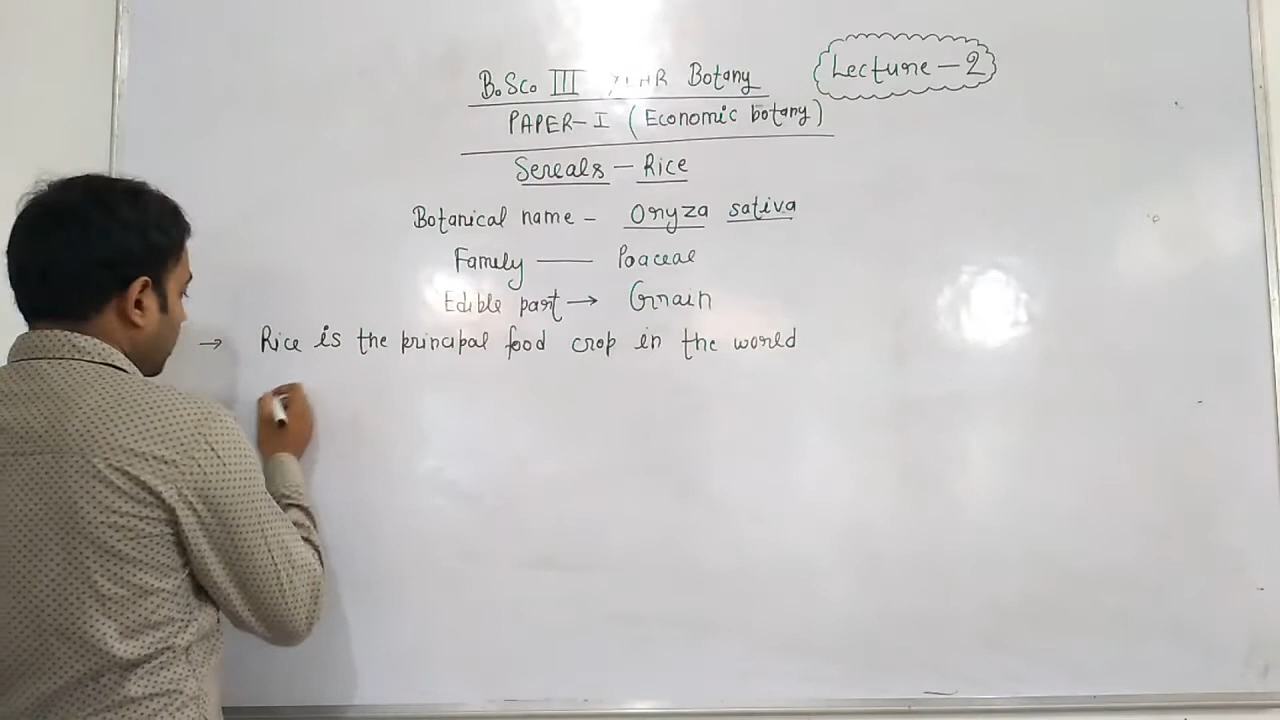 B.Sc. III YEAR Botany
Lecture - 2
PAPER - I (Economic botany)
Sereals - Rice
Botanical name - Oryza sativa
Family — Poaceae
Edible part → Grain
→ Rice is the principal food crop in the world